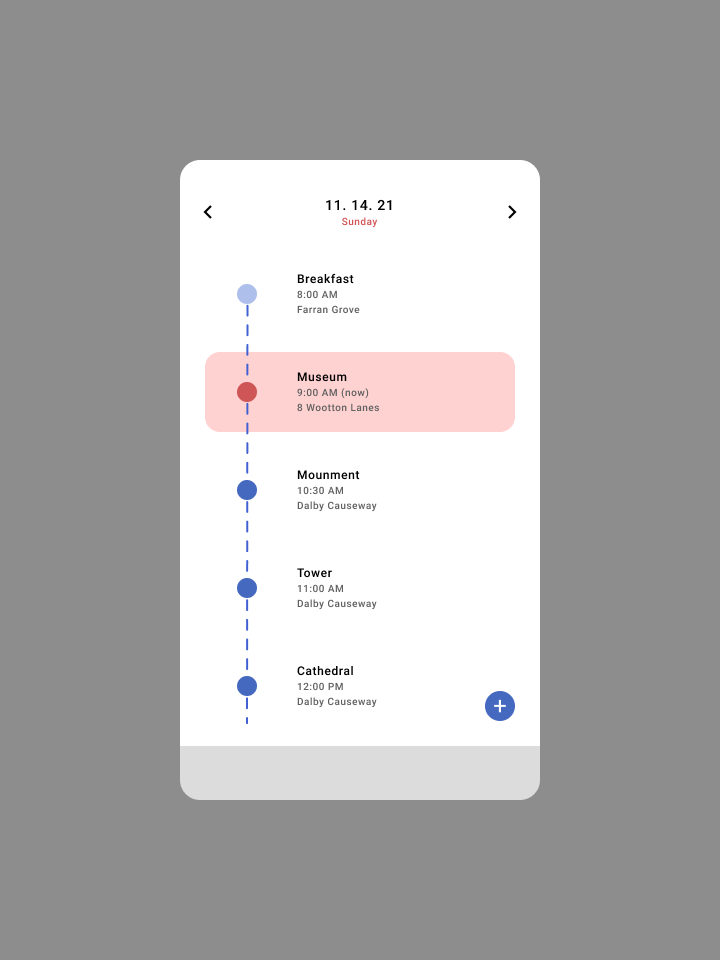 11. 14. 21
Sunday
Breakfast
8:00 AM
Farran Grove
Museum
9:00 AM (now)
8 Wootton Lanes
Mounment
10:30 AM
Dalby Causeway
Tower
11:00 AM
Dalby Causeway
Cathedral
12:00 PM
Dalby Causeway